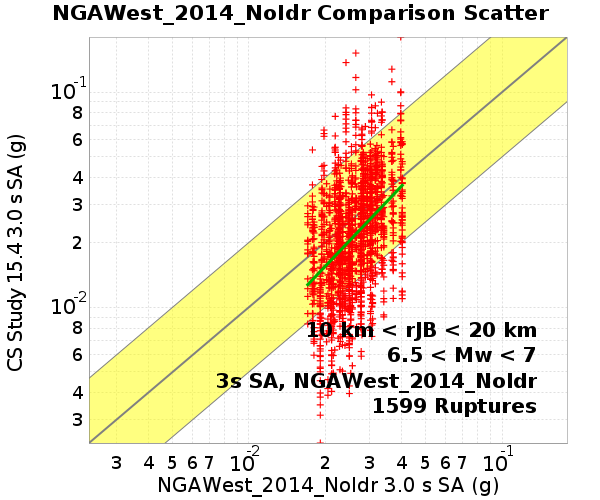 NGAWest_2014_NoIdr Comparison Scatter
CS Study 15.4 3.0 s SA (g)
10-1
8
6
4
3
2
10-2
8
6
4
3
10 km < rJB < 20 km
6.5 < Mw < 7
3s SA, NGAWest_2014_NoIdr
1599 Ruptures
3 4 5 6 7 10-2 2 3 4 5 6 7 10-1
NGAWest_2014_NoIdr 3.0 s SA (g)